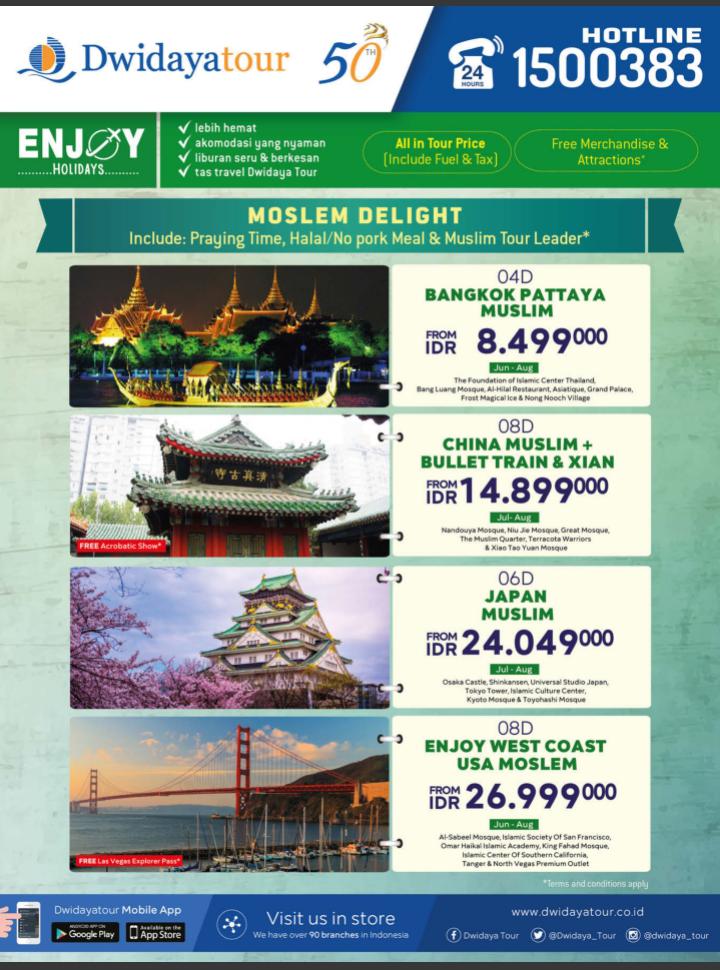 Dwidayatour 50TH
HOTLINE
24 HOURS
1500383
ENJOY
..........HOLIDAYS..........
lebih hemat
akomodasi yang nyaman
liburan seru & berkesan
tas travel Dwidaya Tour
All in Tour Price
(Include Fuel & Tax)
Free Merchandise &
Attractions*
MOSLEM DELIGHT
Include: Praying Time, Halal/No pork Meal & Muslim Tour Leader*
04D
BANGKOK PATTAYA
MUSLIM
FROM
IDR 8.499000
Jun - Aug
The Foundation of Islamic Center Thailand,
Bang Luang Mosque, Al-Hilal Restaurant, Asiatique, Grand Palace,
Frost Magical Ice & Nong Nooch Village
清真古寺
FREE Acrobatic Show*
08D
CHINA MUSLIM +
BULLET TRAIN & XIAN
FROM
IDR 14.899000
Jul- Aug
Nandouya Mosque, Niu Jie Mosque, Great Mosque,
The Muslim Quarter, Terracota Warriors
& Xiao Tao Yuan Mosque
06D
JAPAN
MUSLIM
FROM
IDR 24.049000
Jul - Aug
Osaka Castle, Shinkansen, Universal Studio Japan,
Tokyo Tower, Islamic Culture Center,
Kyoto Mosque & Toyohashi Mosque
FREE Las Vegas Explorer Pass*
08D
ENJOY WEST COAST
USA MOSLEM
FROM
IDR 26.999000
Jun - Aug
Al-Sabeel Mosque, Islamic Society Of San Francisco,
Omar Haikal Islamic Academy, King Fahad Mosque,
Islamic Center Of Southern California,
Tanger & North Vegas Premium Outlet
*Terms and conditions apply
Dwidayatour Mobile App
ANDROID APP ON
Google Play
Available on the
App Store
Visit us in store
We have over 90 branches in Indonesia
www.dwidayatour.co.id
Dwidaya Tour
@Dwidaya_Tour
@dwidaya_tour